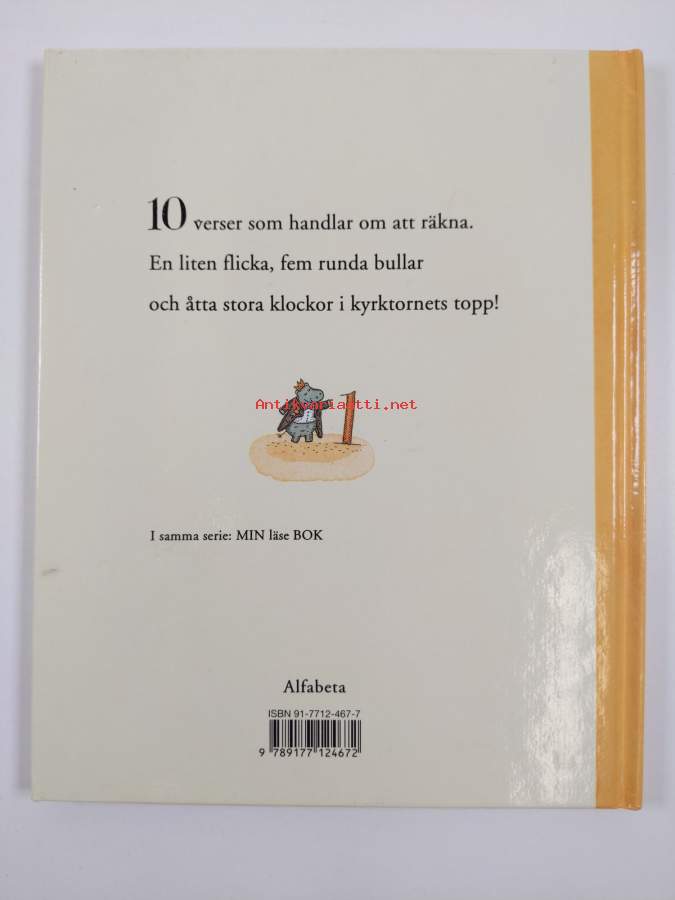 10 verser som handlar om att räkna.
En liten flicka, fem runda bullar
och åtta stora klockor i kyrktornets topp!
Antikvariaatti.net
1
I samma serie: MIN läse BOK
Alfabeta
ISBN 91-7712-467-7
9 789177 124672